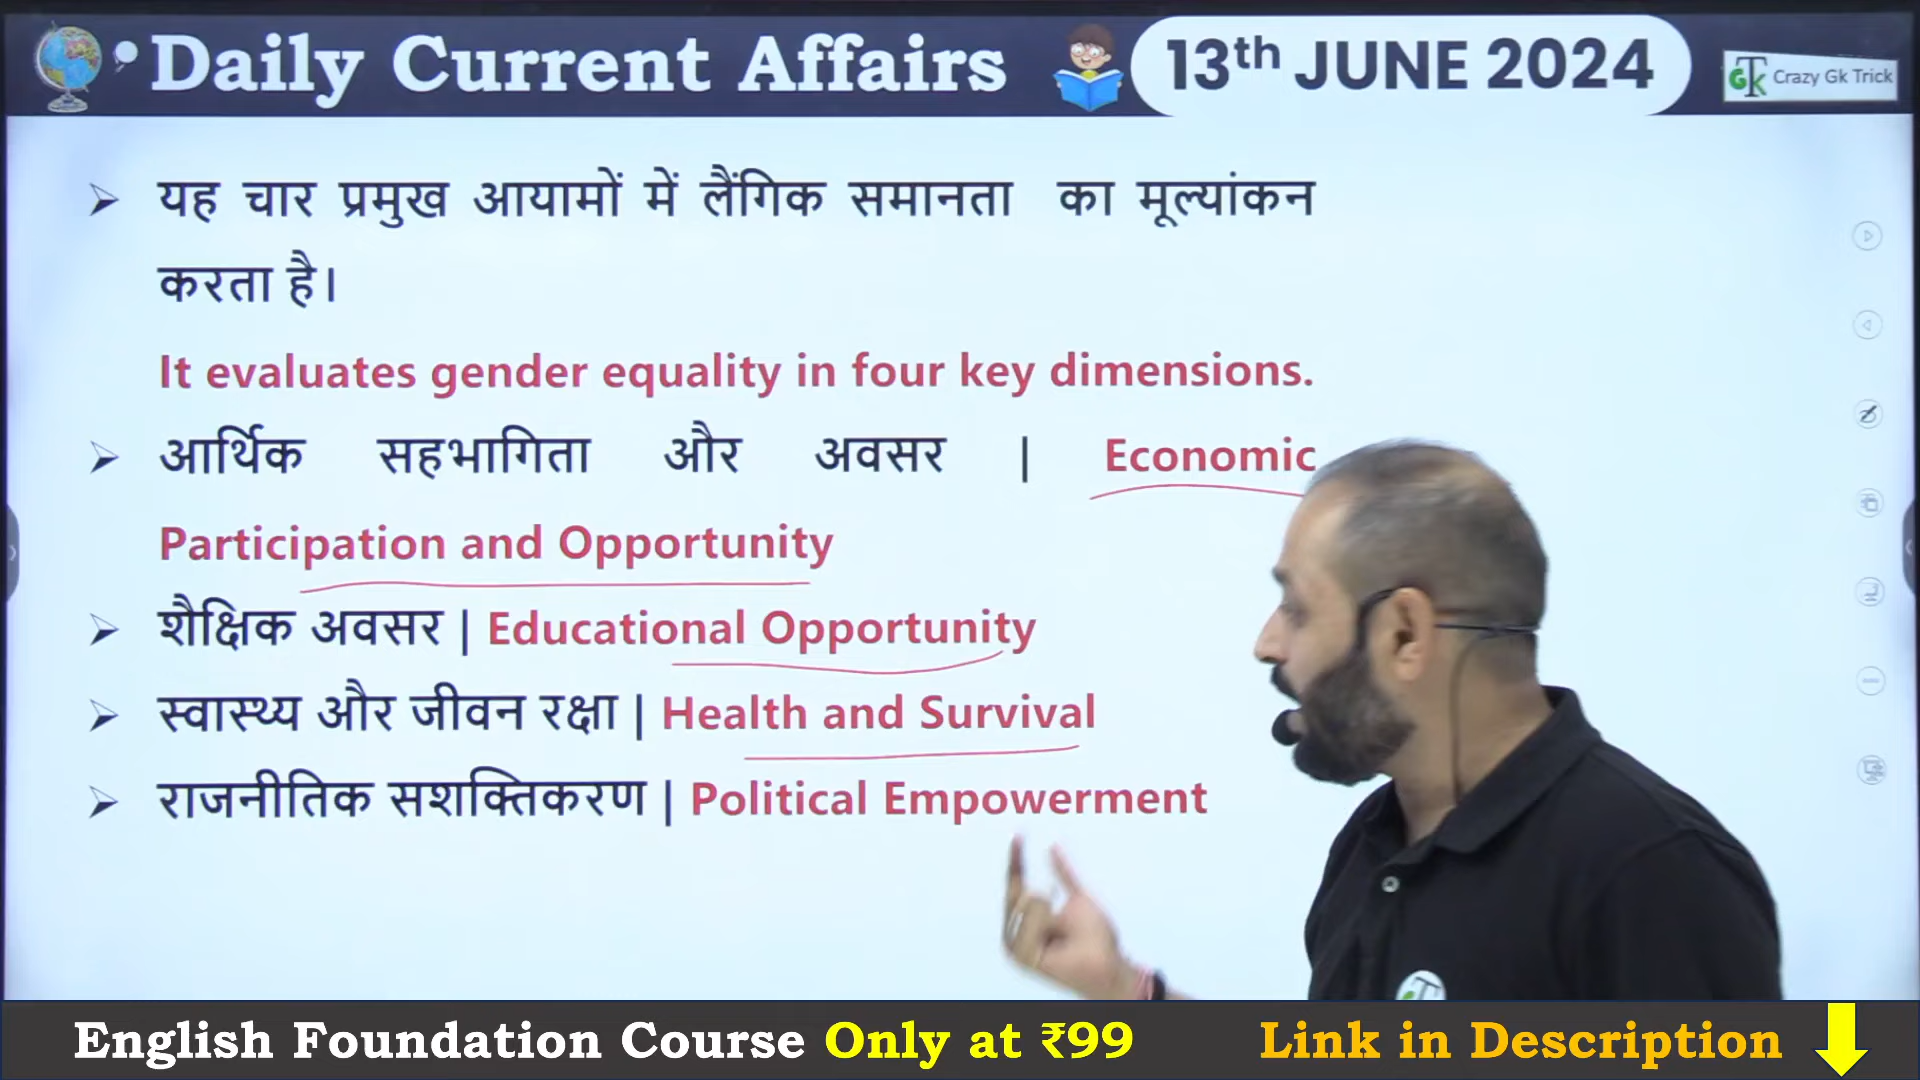 Daily Current Affairs
13th JUNE 2024
Crazy Gk Trick
यह चार प्रमुख आयामों में लैंगिक समानता का मूल्यांकन
करता है।
It evaluates gender equality in four key dimensions.
आर्थिक सहभागिता और अवसर | Economic
Participation and Opportunity
शैक्षिक अवसर | Educational Opportunity
स्वास्थ्य और जीवन रक्षा | Health and Survival
राजनीतिक सशक्तिकरण | Political Empowerment
English Foundation Course Only at ₹99 Link in Description